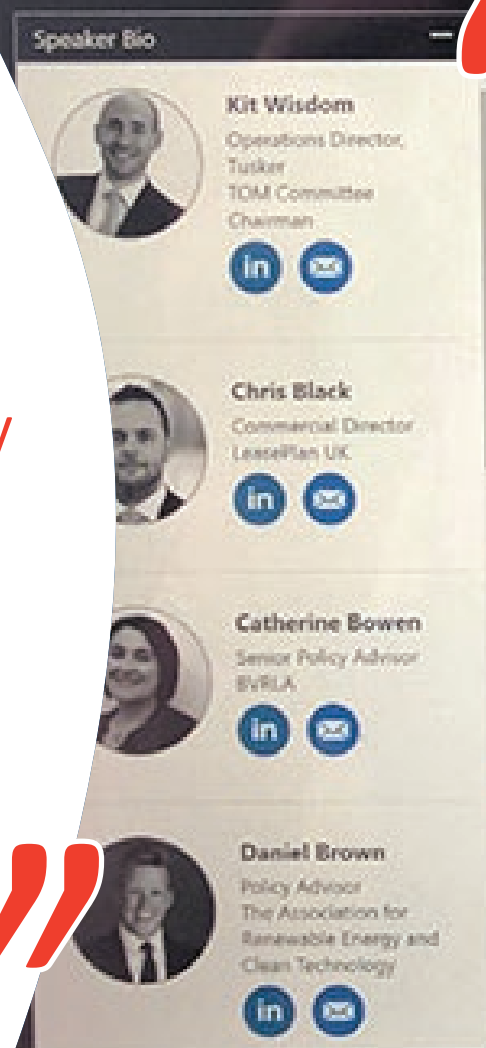 Speaker Bio
Kit Wisdom
Operations Director,
Tusker
TOM Committee
Chairman
in
Chris Black
Commercial Director
LeasePlan UK
in
Catherine Bowen
Senior Policy Advisor
BVRLA
in
Daniel Brown
Policy Advisor
The Association for
Renewable Energy and
Clean Technology
in